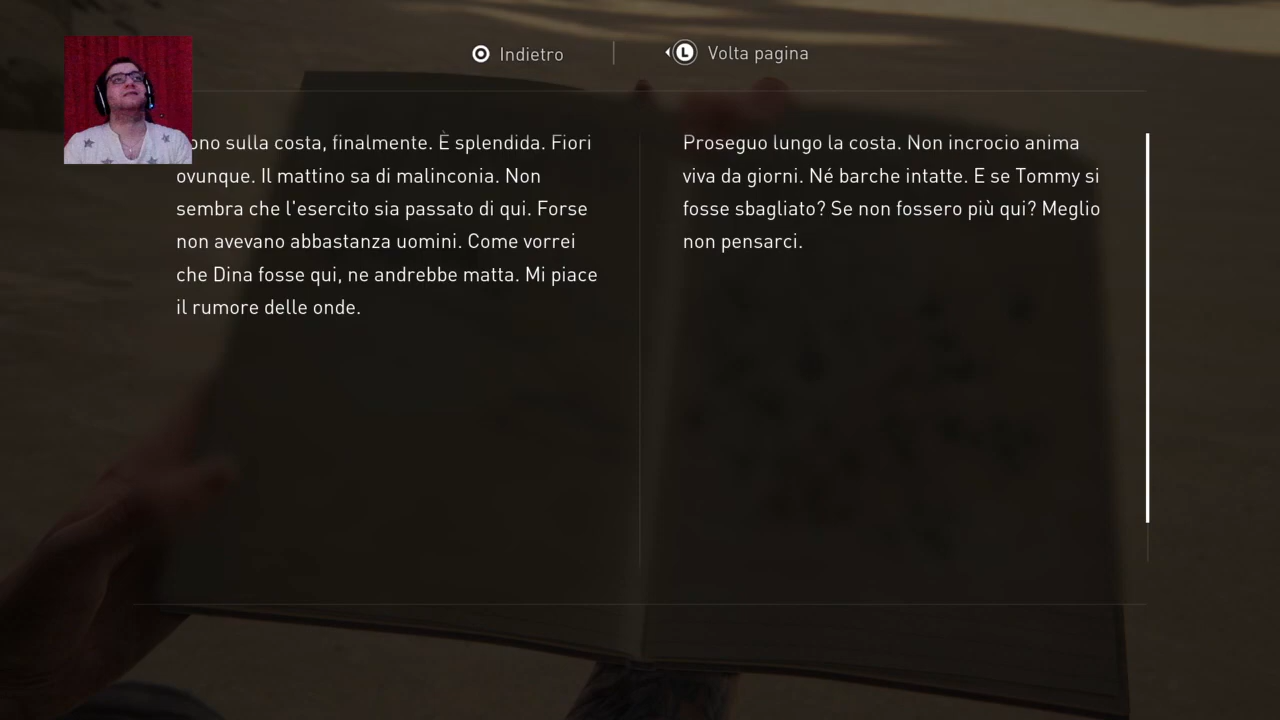 Indietro
L Volta pagina
ono sulla costa, finalmente. È splendida. Fiori
ovunque. Il mattino sa di malinconia. Non
sembra che l'esercito sia passato di qui. Forse
non avevano abbastanza uomini. Come vorrei
che Dina fosse qui, ne andrebbe matta. Mi piace
il rumore delle onde.
Proseguo lungo la costa. Non incrocio anima
viva da giorni. Né barche intatte. E se Tommy si
fosse sbagliato? Se non fossero più qui? Meglio
non pensarci.